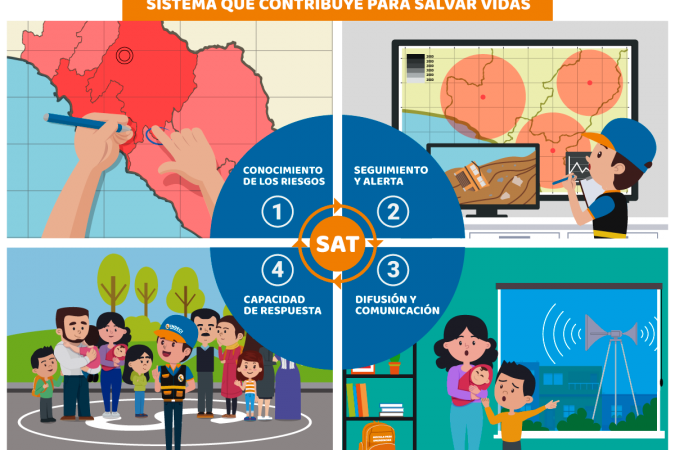 SISTEMA QUE CONTRIBUYE PARA SALVAR VIDAS
CONOCIMIENTO
DE LOS RIESGOS
1
SEGUIMIENTO
Y ALERTA
2
SAT
4
CAPACIDAD
DE RESPUESTA
3
DIFUSIÓN Y
COMUNICACIÓN